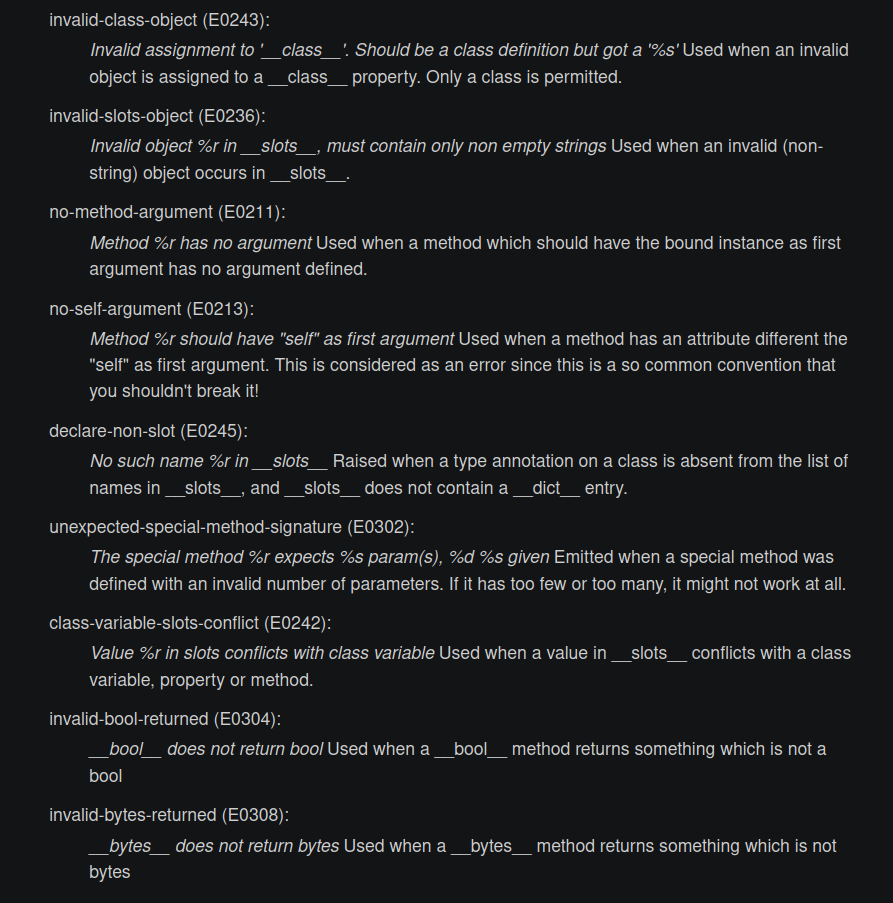 invalid-class-object (E0243):
Invalid assignment to '__class__'. Should be a class definition but got a '%s' Used when an invalid
object is assigned to a __class__ property. Only a class is permitted.
invalid-slots-object (E0236):
Invalid object %r in __slots__, must contain only non empty strings Used when an invalid (non-
string) object occurs in __slots__.
no-method-argument (E0211):
Method %r has no argument Used when a method which should have the bound instance as first
argument has no argument defined.
no-self-argument (E0213):
Method %r should have "self" as first argument Used when a method has an attribute different the
"self" as first argument. This is considered as an error since this is a so common convention that
you shouldn't break it!
declare-non-slot (E0245):
No such name %r in __slots__ Raised when a type annotation on a class is absent from the list of
names in __slots__, and __slots__ does not contain a __dict__ entry.
unexpected-special-method-signature (E0302):
The special method %r expects %s param(s), %d %s given Emitted when a special method was
defined with an invalid number of parameters. If it has too few or too many, it might not work at all.
class-variable-slots-conflict (E0242):
Value %r in slots conflicts with class variable Used when a value in __slots__ conflicts with a class
variable, property or method.
invalid-bool-returned (E0304):
__bool__ does not return bool Used when a __bool__ method returns something which is not a
bool
invalid-bytes-returned (E0308):
__bytes__ does not return bytes Used when a __bytes__ method returns something which is not
bytes